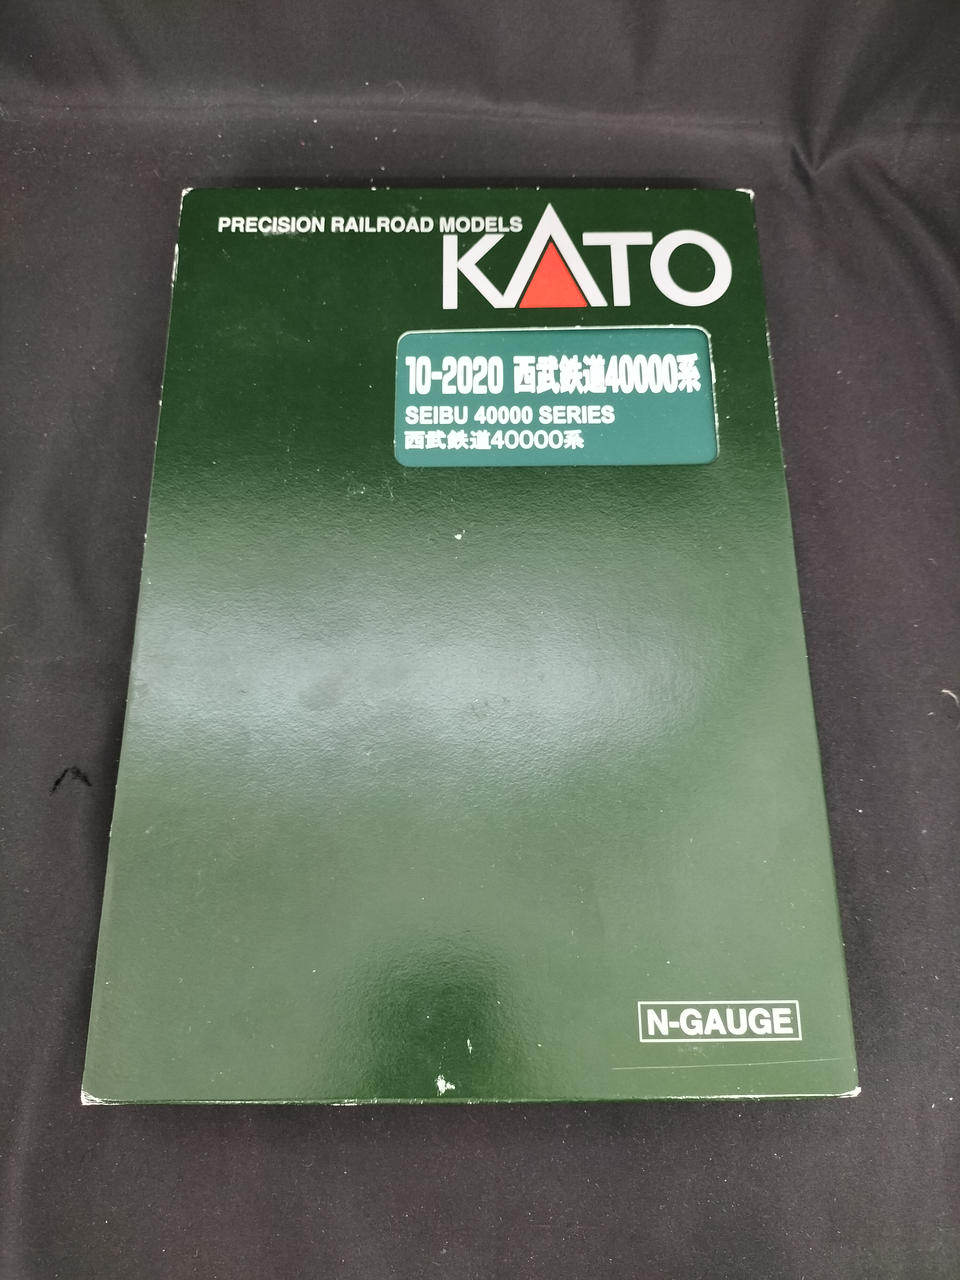 PRECISION RAILROAD MODELS
KATO
10-2020 西武鉄道40000系
SEIBU 40000 SERIES
西武鉄道40000系
N-GAUGE